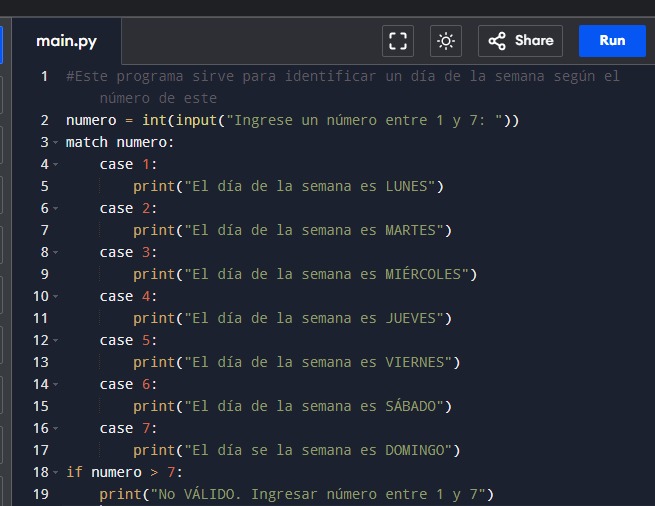 main.py
Share
Run
1 #Este programa sirve para identificar un día de la semana según el
número de este
2 numero = int(input("Ingrese un número entre 1 y 7: "))
3 match numero:
4 case 1:
5 print("El día de la semana es LUNES")
6 case 2:
7 print("El día de la semana es MARTES")
8 case 3:
9 print("El día de la semana es MIÉRCOLES")
10 case 4:
11 print("El día de la semana es JUEVES")
12 case 5:
13 print("El día de la semana es VIERNES")
14 case 6:
15 print("El día de la semana es SÁBADO")
16 case 7:
17 print("El día se la semana es DOMINGO")
18 if numero > 7:
19 print("No VÁLIDO. Ingresar número entre 1 y 7")